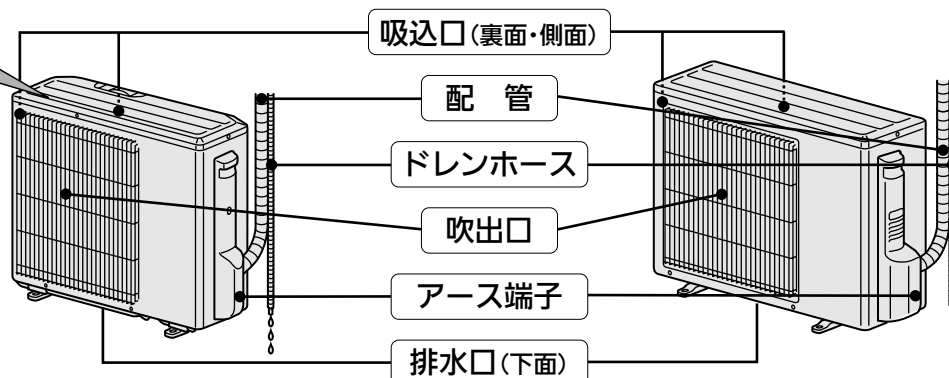 吸込口(裏面・側面)
配　管
ドレンホース
吹出口
アース端子
排水口(下面)